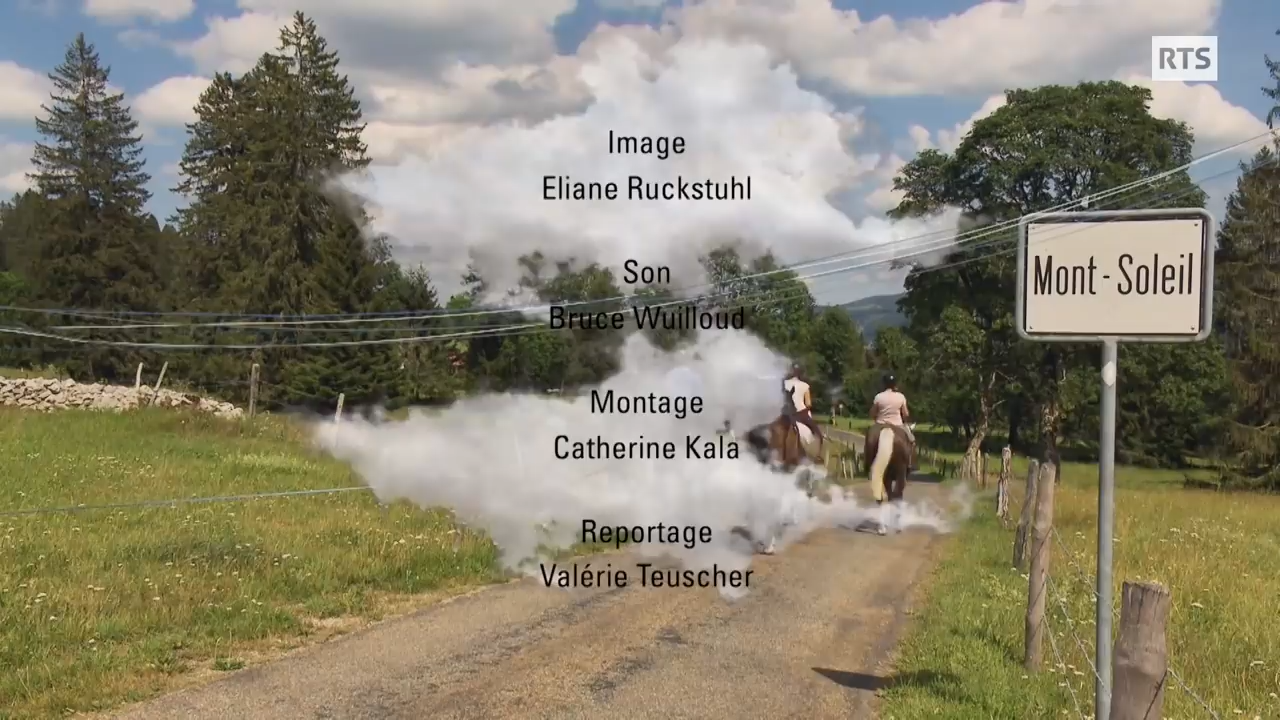 RTS
Image
Eliane Ruckstuhl
Mont-Soleil
Son
Bruce Wuilloud
Montage
Catherine Kala
Reportage
Valérie Teuscher